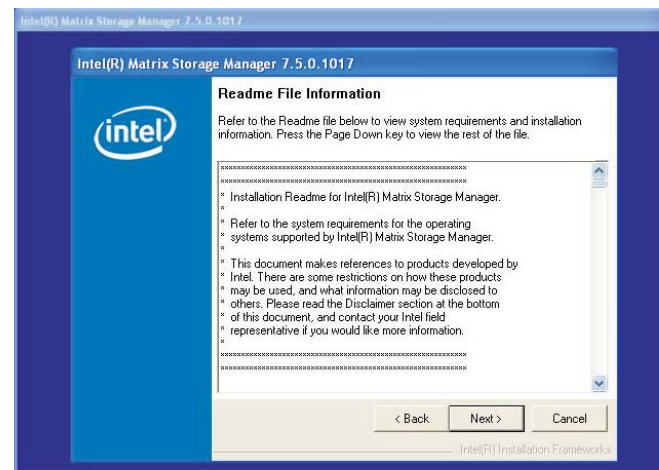 Intel(R) Matrix Storage Manager 7.5.0.1017
Intel(R) Matrix Storage Manager 7.5.0.1017
Readme File Information
Refer to the Readme file below to view system requirements and installation
information. Press the Page Down key to view the rest of the file.
intel
************************************************************
************************************************************
* Installation Readme for Intel(R) Matrix Storage Manager.
*
* Refer to the system requirements for the operating
* systems supported by Intel(R) Matrix Storage Manager.
*
* This document makes references to products developed by
* Intel. There are some restrictions on how these products
* may be used, and what information may be disclosed to
* others. Please read the Disclaimer section at the bottom
* of this document, and contact your Intel field
* representative if you would like more information.
*
************************************************************
************************************************************
< Back Next > Cancel
Intel(R) Installation Frameworks